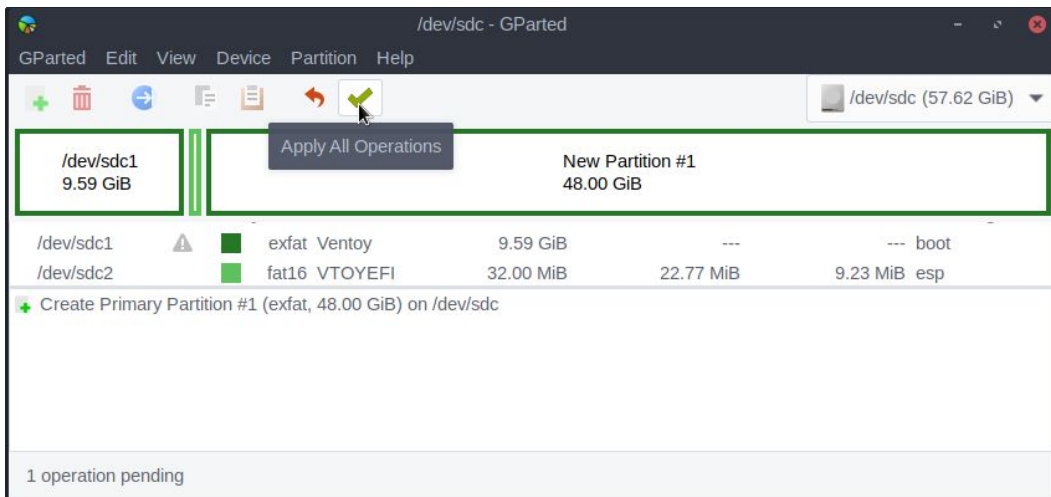 /dev/sdc - GParted
GParted Edit View Device Partition Help
/dev/sdc (57.62 GiB)
Apply All Operations
/dev/sdc1
9.59 GiB
New Partition #1
48.00 GiB
/dev/sdc1 exfat Ventoy 9.59 GiB --- --- boot
/dev/sdc2 fat16 VTOYEFI 32.00 MiB 22.77 MiB 9.23 MiB esp
Create Primary Partition #1 (exfat, 48.00 GiB) on /dev/sdc
1 operation pending